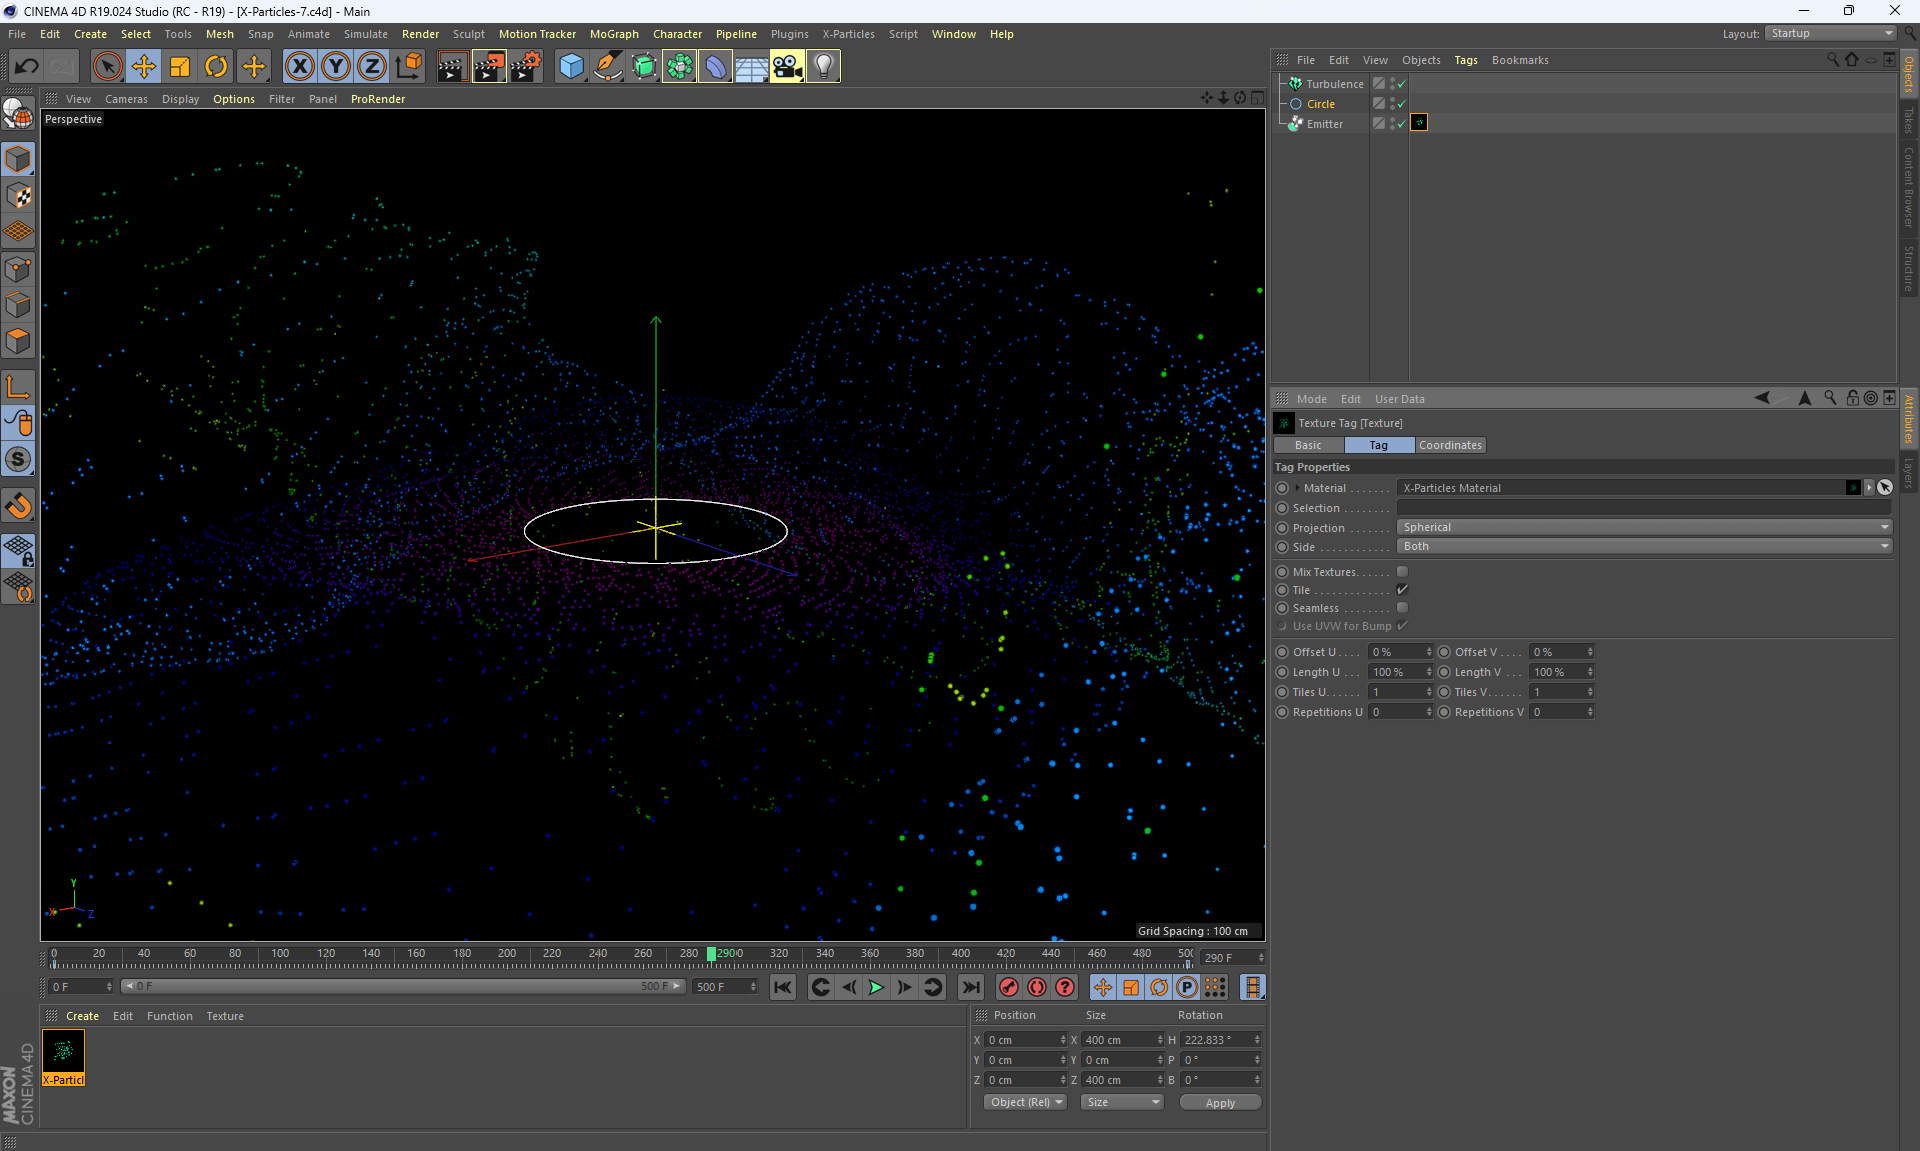 CINEMA 4D R19.024 Studio (RC - R19) - [X-Particles-7.c4d] - Main
File Edit Create Select Tools Mesh Snap Animate Simulate Render Sculpt Motion Tracker MoGraph Character Pipeline Plugins X-Particles Script Window Help
Layout: Startup
X Y Z
View Cameras Display Options Filter Panel ProRender
Perspective
Grid Spacing : 100 cm
Y
X
Z
S
0 20 40 60 80 100 120 140 160 180 200 220 240 260 280 2900 320 340 360 380 400 420 440 460 480 500
290 F
0 F
0 F
500 F
500 F
P
Create Edit Function Texture
X-Particl
MAXON
CINEMA 4D
Position Size Rotation
X 0 cm X 400 cm H 222.833 °
Y 0 cm Y 0 cm P 0 °
Z 0 cm Z 400 cm B 0 °
Object (Rel) Size Apply
File Edit View Objects Tags Bookmarks
Turbulence
Circle
Emitter
Objects
Takes
Content Browser
Structure
Mode Edit User Data
Texture Tag [Texture]
Basic Tag Coordinates
Tag Properties
Material . . . . . . . X-Particles Material
Selection . . . . . . . .
Projection . . . . . . . Spherical
Side . . . . . . . . . . . . Both
Mix Textures. . . . . .
Tile . . . . . . . . . . . . .
Seamless . . . . . . . .
Use UVW for Bump
Offset U . . . . 0 % Offset V . . . . 0 %
Length U . . . 100 % Length V . . . 100 %
Tiles U. . . . . . 1 Tiles V. . . . . . 1
Repetitions U 0 Repetitions V 0
Attributes
Layers